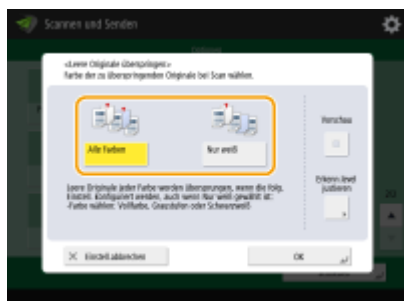 Scannen und Senden
<Leere Originale überspringen>
Farbe der zu überspringenden Originale bei Scan wählen.
Alle Farben
Nur weiß
Vorschau
Leere Originale jeder Farbe werden übersprungen, wenn die folg.
Einstell. konfiguriert werden, auch wenn Nur weiß gewählt ist:
-Farbe wählen: Vollfarbe, Graustufen oder Schwarzweiß
Erkenn.level
justieren
Einstell.abbrechen
OK